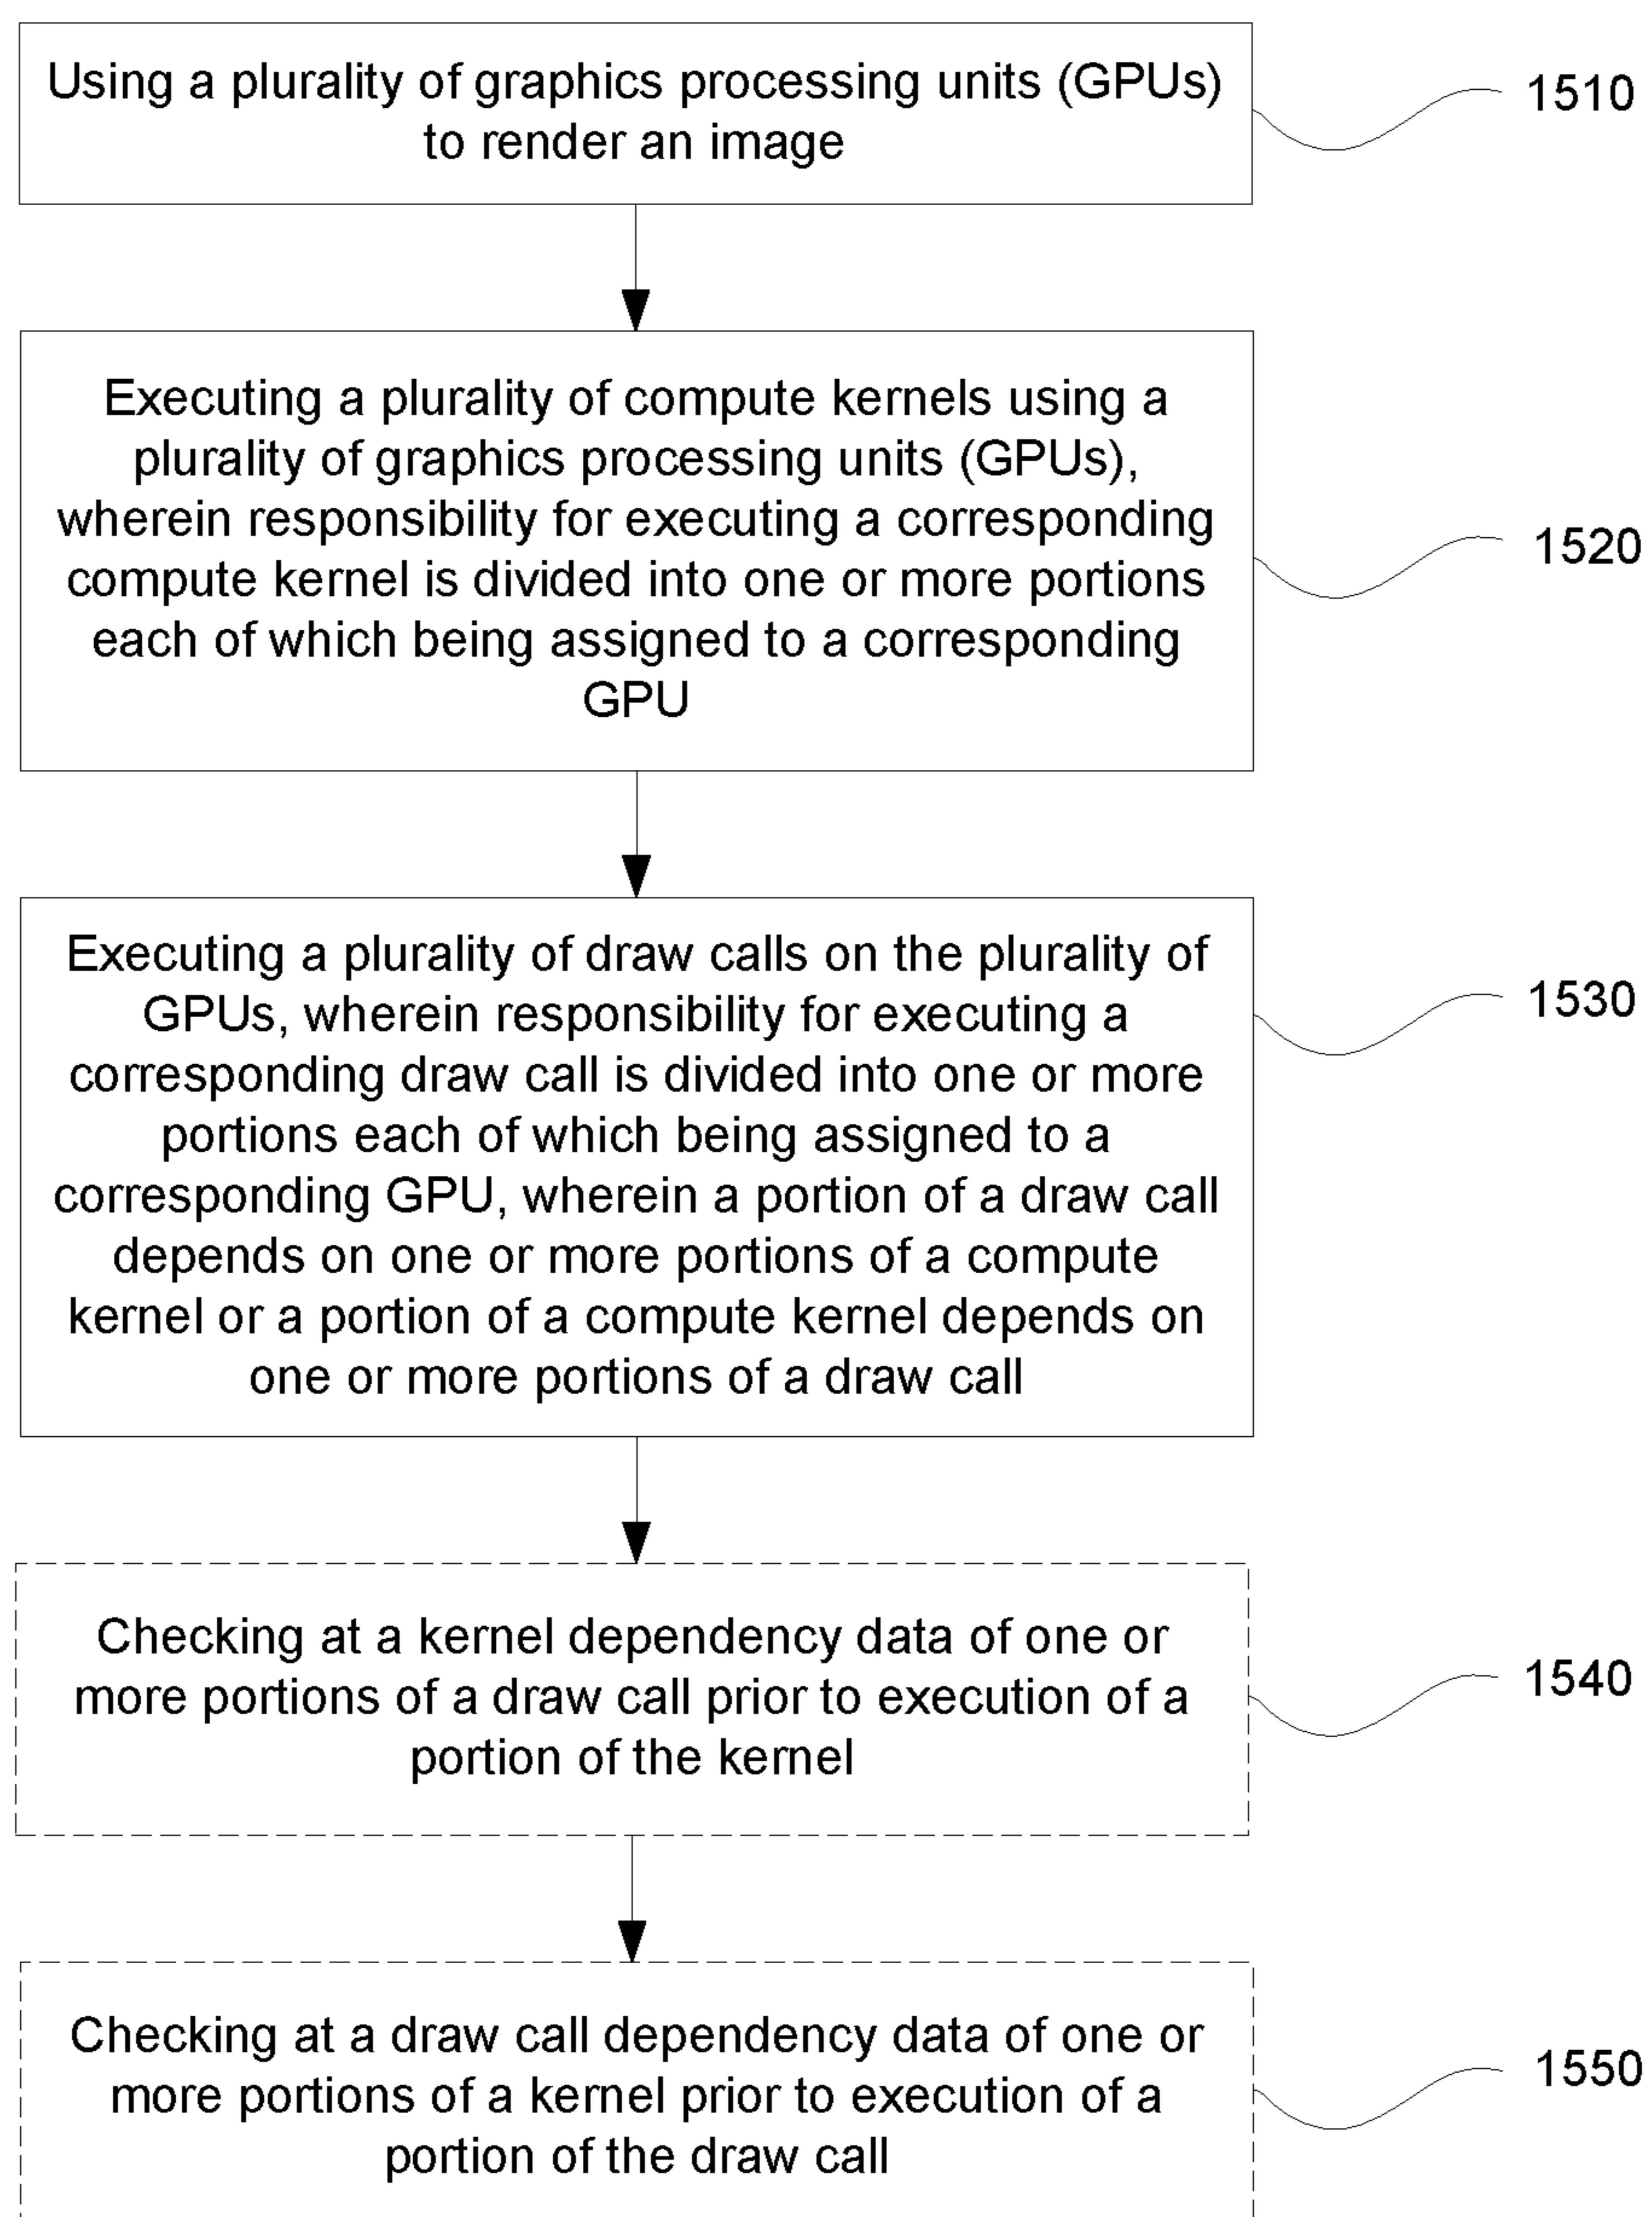 Using a plurality of graphics processing units (GPUs)
to render an image
1510
Executing a plurality of compute kernels using a
plurality of graphics processing units (GPUs),
wherein responsibility for executing a corresponding
compute kernel is divided into one or more portions
each of which being assigned to a corresponding
GPU
1520
Executing a plurality of draw calls on the plurality of
GPUs, wherein responsibility for executing a
corresponding draw call is divided into one or more
portions each of which being assigned to a
corresponding GPU, wherein a portion of a draw call
depends on one or more portions of a compute
kernel or a portion of a compute kernel depends on
one or more portions of a draw call
1530
Checking at a kernel dependency data of one or
more portions of a draw call prior to execution of a
portion of the kernel
1540
Checking at a draw call dependency data of one or
more portions of a kernel prior to execution of a
portion of the draw call
1550